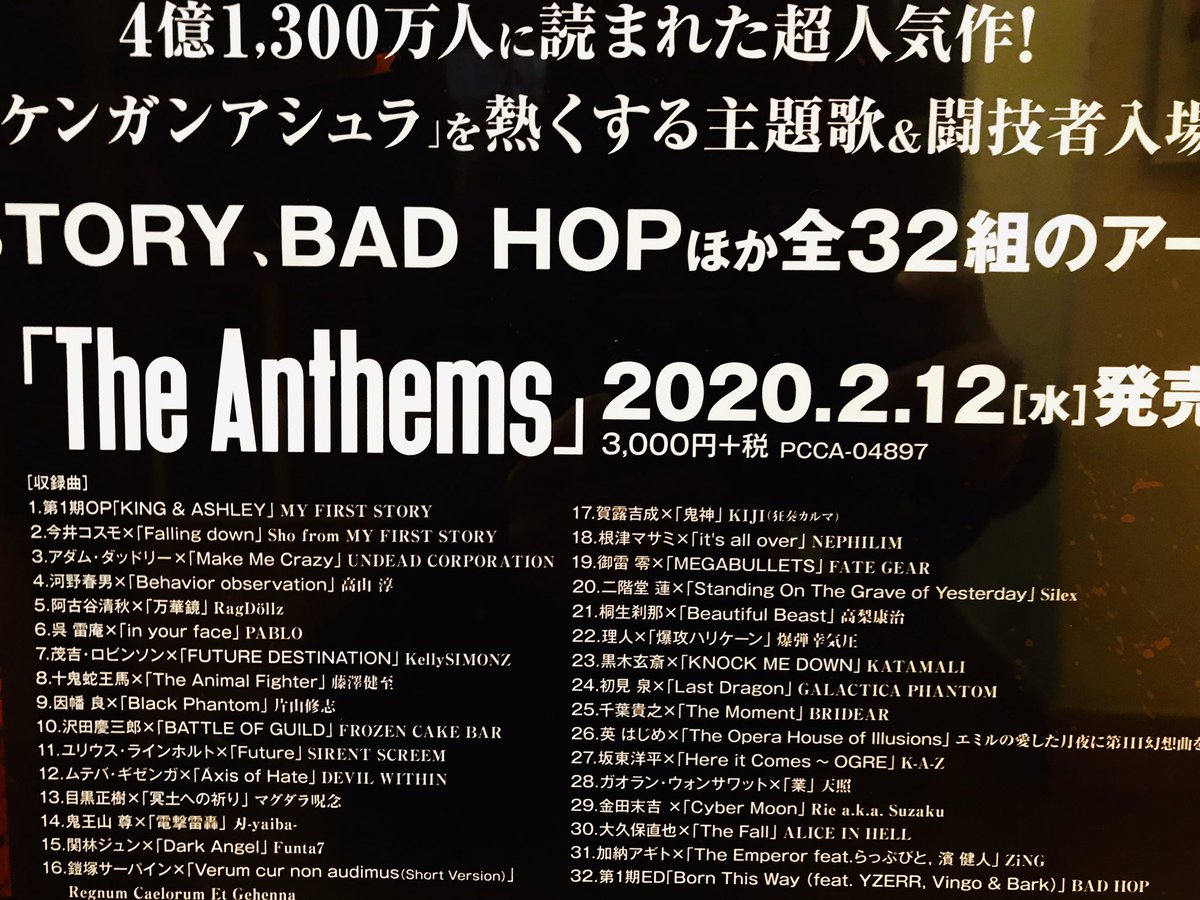 4億1,300万人に読まれた超人気作!
ケンガンアシュラ」を熱くする主題歌&闘技者入場
STORY、BAD HOPほか全32組のアー
「The Anthems」2020.2.12[水]発売
3,000円+税 PCCA-04897
[収録曲]
1.第1期OP「KING & ASHLEY」MY FIRST STORY
2.今井コスモ×「Falling down」Sho from MY FIRST STORY
3.アダム・ダッドリー×「Make Me Crazy」UNDEAD CORPORATION
4.河野春男×「Behavior observation」高山 淳
5.阿古谷清秋×「万華鏡」RagDöllz
6.呉 雷庵×「in your face」PABLO
7.茂吉・ロビンソン×「FUTURE DESTINATION」KellySIMONZ
8.十鬼蛇王馬×「The Animal Fighter」藤澤健至
9.因幡 良×「Black Phantom」片山修志
10.沢田慶三郎×「BATTLE OF GUILD」FROZEN CAKE BAR
11.ユリウス・ラインホルト×「Future」SIRENT SCREEM
12.ムテバ・ギゼンガ×「Axis of Hate」DEVIL WITHIN
13.目黒正樹×「冥土への祈り」マグダラ呪念
14.鬼王山 尊×「電撃雷轟」刃-yaiba-
15.関林ジュン×「Dark Angel」Funta7
16.鎧塚サーパイン×「Verum cur non audimus(Short Version)」
Regnum Caelorum Et Gehenna
17.賀露吉成×「鬼神」KIJI(狂奏カルマ)
18.根津マサミ×「it's all over」NEPHILIM
19.御雷 零×「MEGABULLETS」FATE GEAR
20.二階堂 蓮×「Standing On The Grave of Yesterday」Silex
21.桐生刹那×「Beautiful Beast」高梨康治
22.理人×「爆攻ハリケーン」爆弾幸気圧
23.黒木玄斎×「KNOCK ME DOWN」KATAMALI
24.初見 泉×「Last Dragon」GALACTICA PHANTOM
25.千葉貴之×「The Moment」BRIDEAR
26.英 はじめ×「The Opera House of Illusions」エミルの愛した月夜に第III幻想曲を
27.坂東洋平×「Here it Comes ~ OGRE」K-A-Z
28.ガオラン・ウォンサワット×「業」天照
29.金田末吉 ×「Cyber Moon」Rie a.k.a. Suzaku
30.大久保直也×「The Fall」ALICE IN HELL
31.加納アギト×「The Emperor feat.らっぷびと, 濱 健人」ZiNG
32.第1期ED「Born This Way (feat. YZERR, Vingo & Bark)」BAD HOP